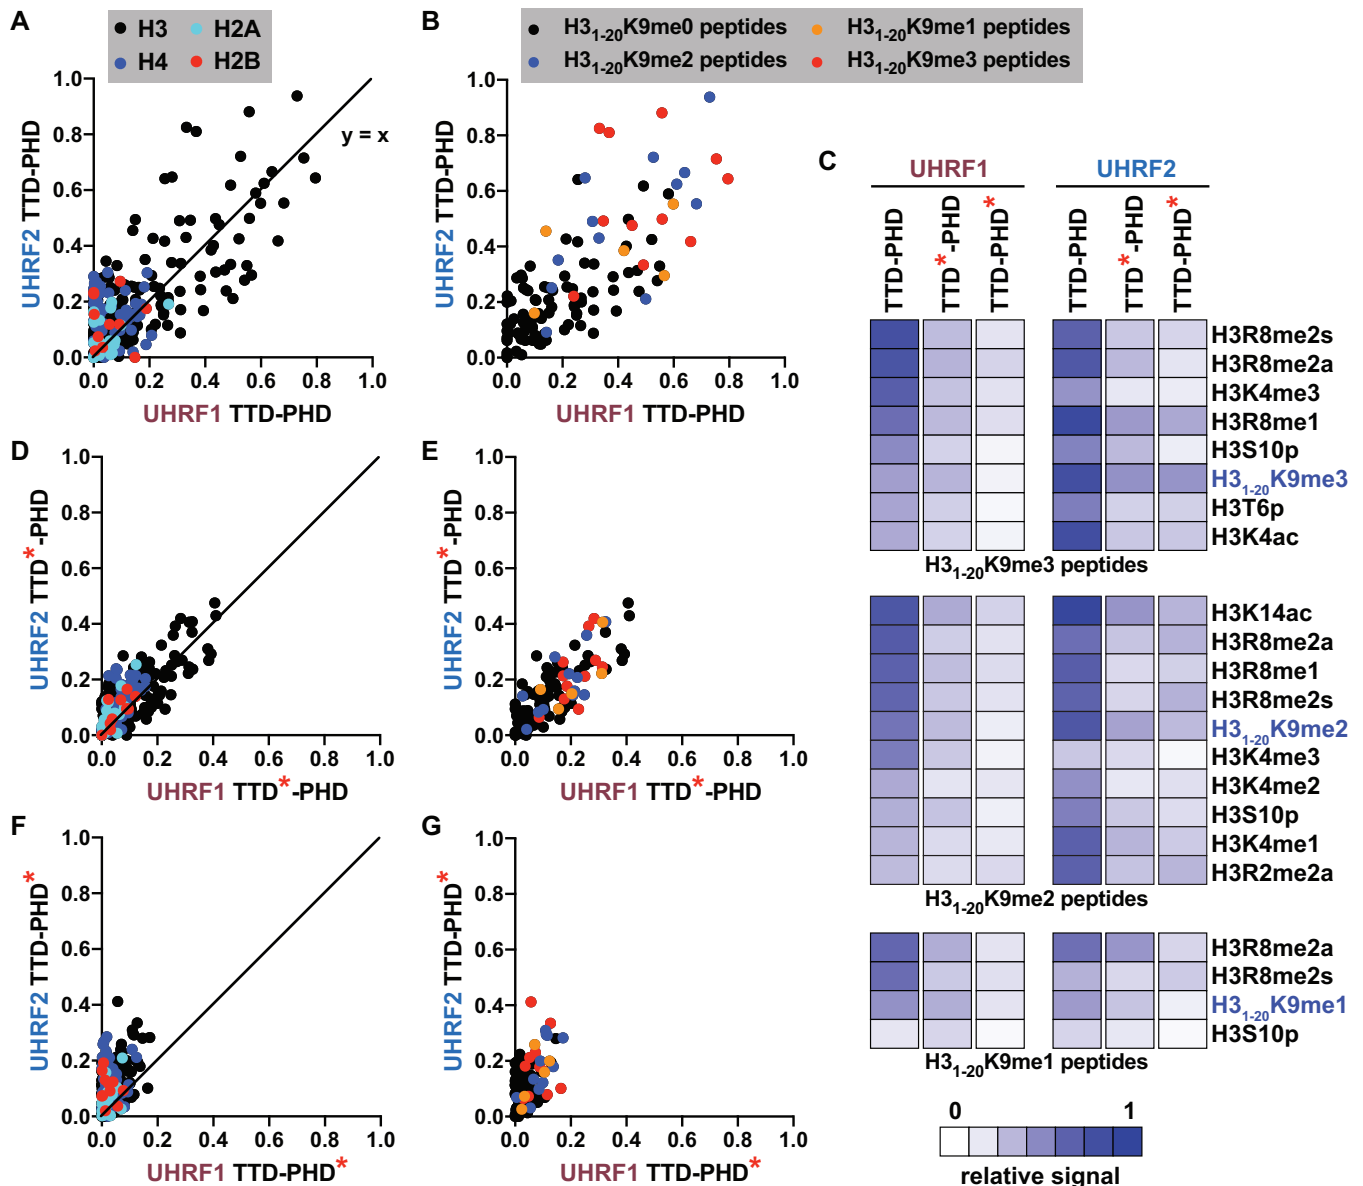 A
H3 H2A
H4 H2B
1.0
0.8
0.6
0.4
0.2
0.0
0.0 0.2 0.4 0.6 0.8 1.0
y = x
UHRF2 TTD-PHD
UHRF1 TTD-PHD
B
H31-20K9me0 peptides H31-20K9me1 peptides
H31-20K9me2 peptides H31-20K9me3 peptides
1.0
0.8
0.6
0.4
0.2
0.0
0.0 0.2 0.4 0.6 0.8 1.0
UHRF2 TTD-PHD
UHRF1 TTD-PHD
C
UHRF1 UHRF2
TTD-PHD TTD*-PHD TTD-PHD* TTD-PHD TTD*-PHD TTD-PHD*
H3R8me2s
H3R8me2a
H3K4me3
H3R8me1
H3S10p
H31-20K9me3
H3T6p
H3K4ac
H31-20K9me3 peptides
H3K14ac
H3R8me2a
H3R8me1
H3R8me2s
H31-20K9me2
H3K4me3
H3K4me2
H3S10p
H3K4me1
H3R2me2a
H31-20K9me2 peptides
H3R8me2a
H3R8me2s
H31-20K9me1
H3S10p
H31-20K9me1 peptides
0 1
relative signal
D
1.0
0.8
0.6
0.4
0.2
0.0
0.0 0.2 0.4 0.6 0.8 1.0
UHRF2 TTD*-PHD
UHRF1 TTD*-PHD
E
1.0
0.8
0.6
0.4
0.2
0.0
0.0 0.2 0.4 0.6 0.8 1.0
F
1.0
0.8
0.6
0.4
0.2
0.0
0.0 0.2 0.4 0.6 0.8 1.0
UHRF2 TTD-PHD*
UHRF1 TTD-PHD*
G
1.0
0.8
0.6
0.4
0.2
0.0
0.0 0.2 0.4 0.6 0.8 1.0
UHRF2 TTD*-PHD
UHRF1 TTD*-PHD
UHRF2 TTD-PHD*
UHRF1 TTD-PHD*